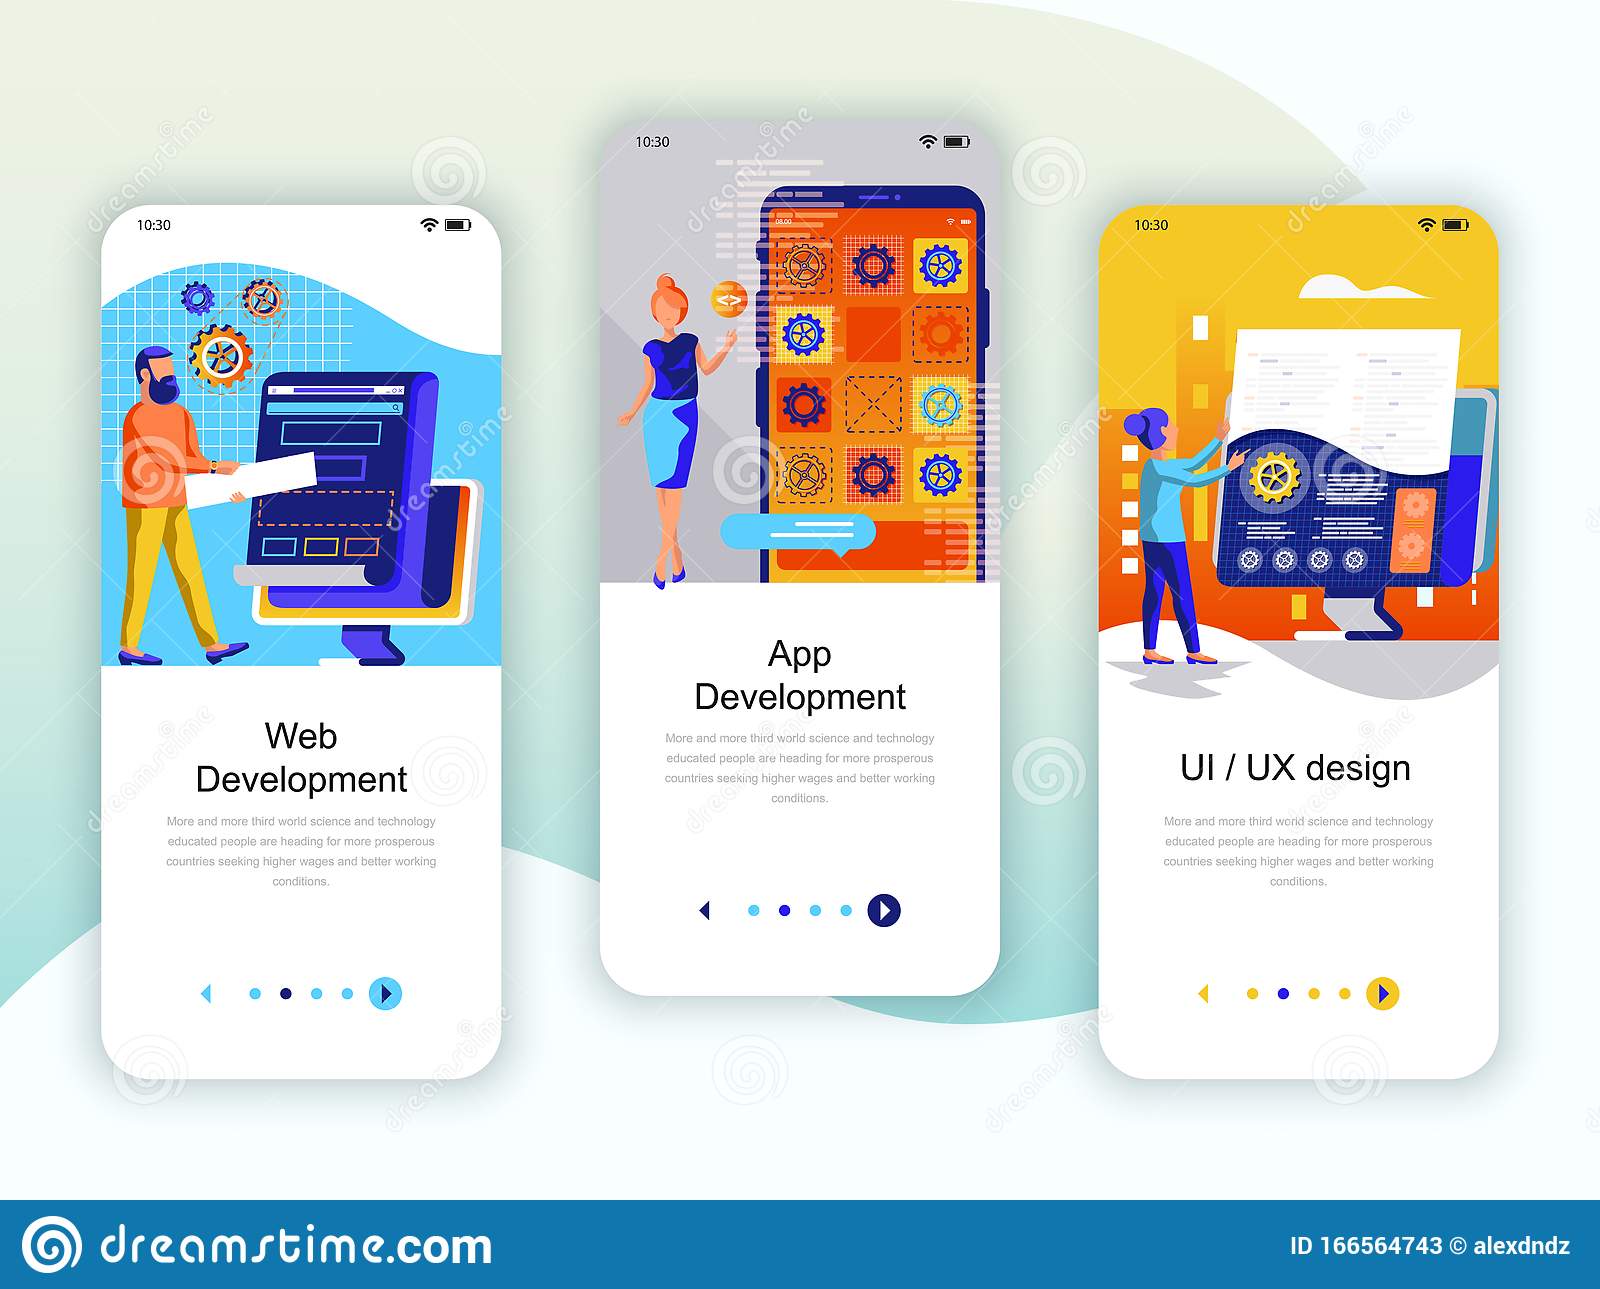 10:30
Web
Development
More and more third world science and technology
educated people are heading for more prosperous
countries seeking higher wages and better working
conditions.
10:30
08.00
<>
App
Development
More and more third world science and technology
educated people are heading for more prosperous
countries seeking higher wages and better working
conditions.
10:30
UI / UX design
More and more third world science and technology
educated people are heading for more prosperous
countries seeking higher wages and better working
conditions.
dreamstime.com
ID 166564743 © alexdndz